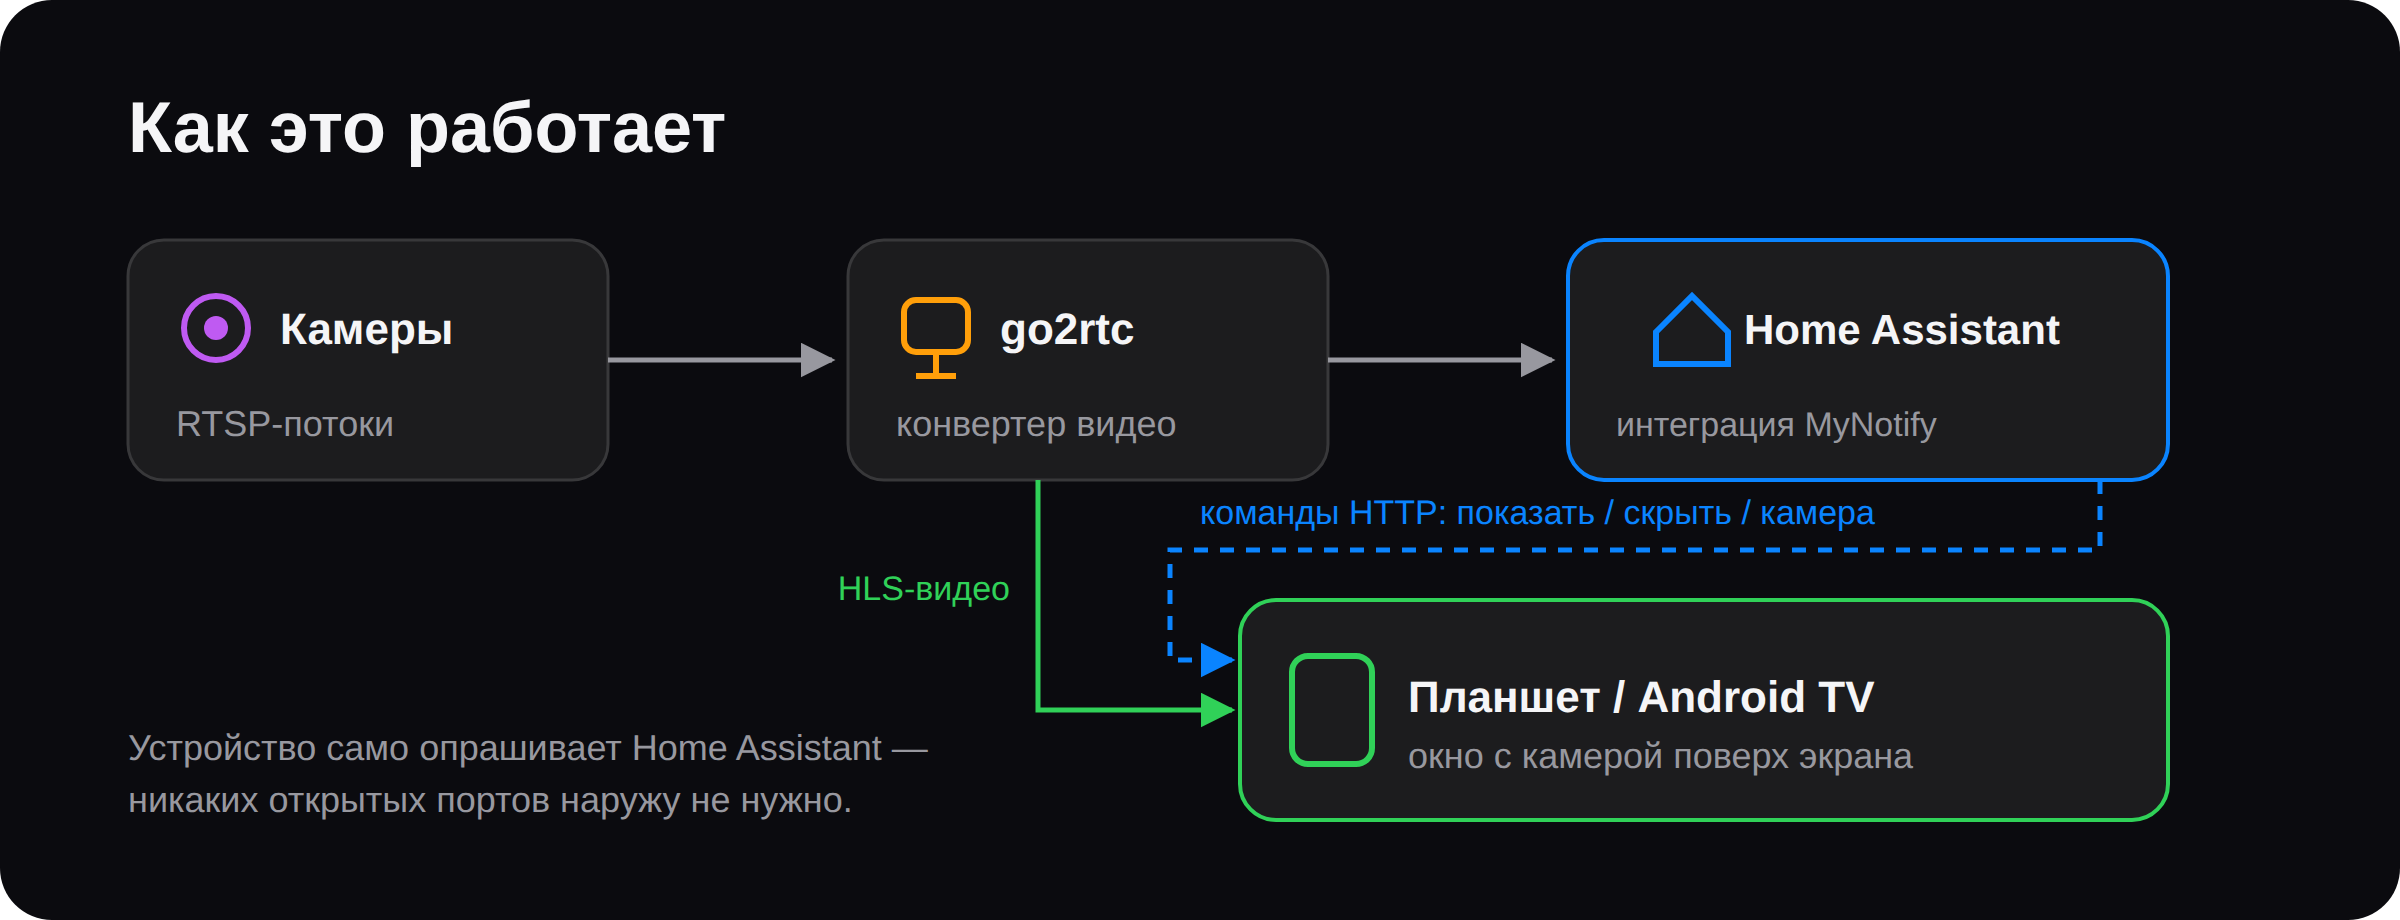 Как это работает
Камеры
RTSP-потоки
go2rtc
конвертер видео
Home Assistant
интеграция MyNotify
команды HTTP: показать / скрыть / камера
HLS-видео
Планшет / Android TV
окно с камерой поверх экрана
Устройство само опрашивает Home Assistant —
никаких открытых портов наружу не нужно.